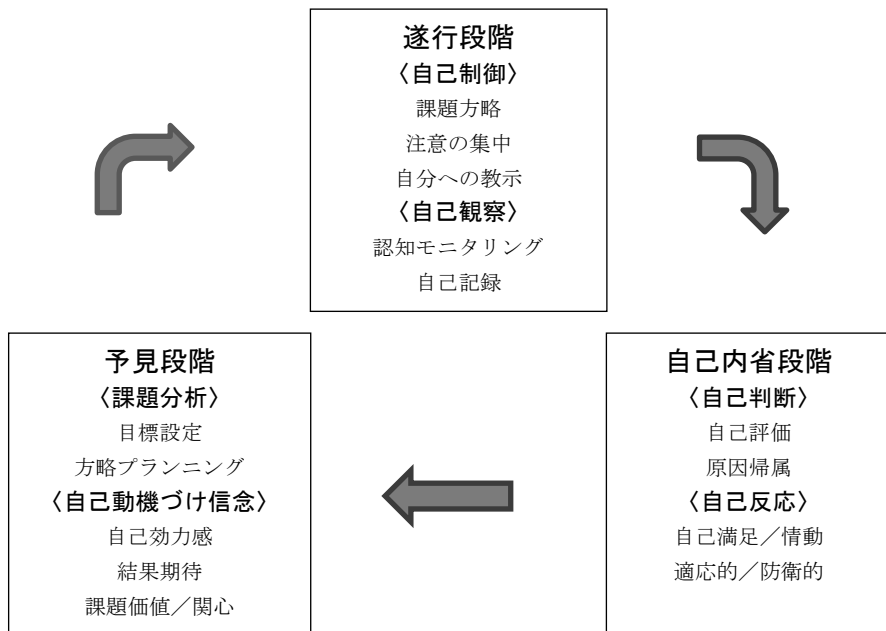 遂行段階
〈自己制御〉
課題方略
注意の集中
自分への教示
〈自己観察〉
認知モニタリング
自己記録
予見段階
〈課題分析〉
目標設定
方略プランニング
〈自己動機づけ信念〉
自己効力感
結果期待
課題価値／関心
自己内省段階
〈自己判断〉
自己評価
原因帰属
〈自己反応〉
自己満足／情動
適応的／防衛的